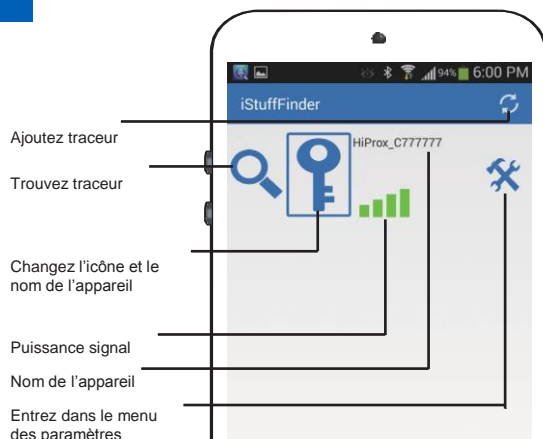 94% 6:00 PM
iStuffFinder
Ajoutez traceur
HiProx_C777777
Trouvez traceur
Changez l'icône et le
nom de l'appareil
Puissance signal
Nom de l'appareil
Entrez dans le menu
des paramètres